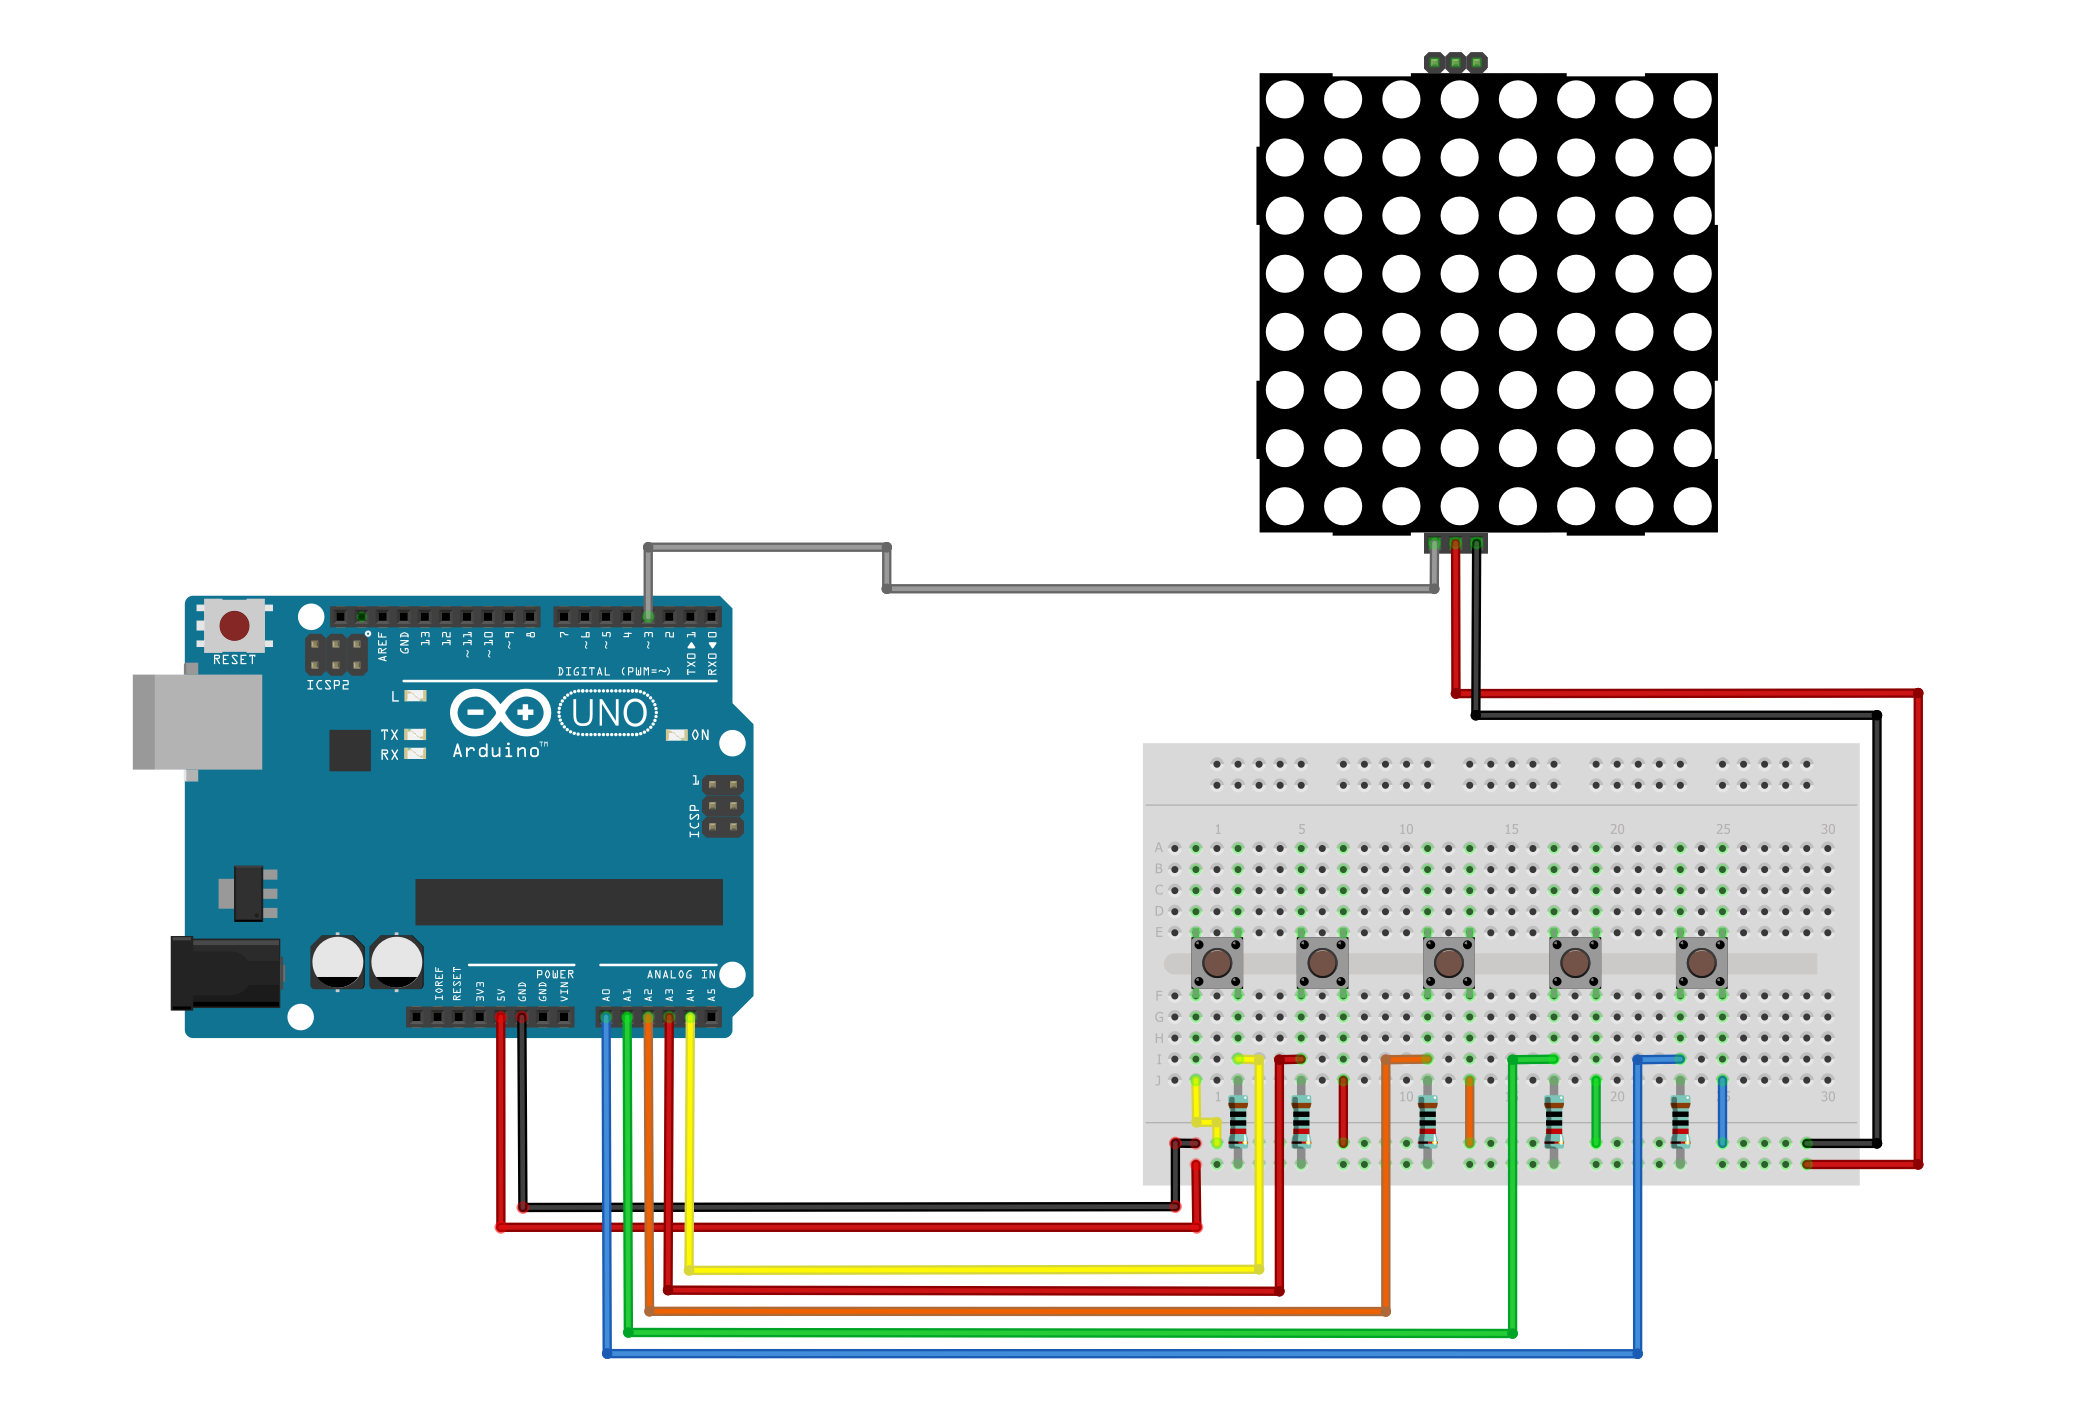 RESET
ICSP2
AREF
GND
13
12
~11
~10
~9
8
7
~6
~5
4
~3
2
TX0▶1
RX0◀0
DIGITAL (PWM=~)
L
TX
RX
UNO
Arduino™
ON
1
ICSP
POWER
ANALOG IN
IOREF
RESET
3V3
5V
GND
GND
VIN
A0
A1
A2
A3
A4
A5
1 5 10 15 20 25 30
A
B
C
D
E
F
G
H
I
J
1 10 20 30